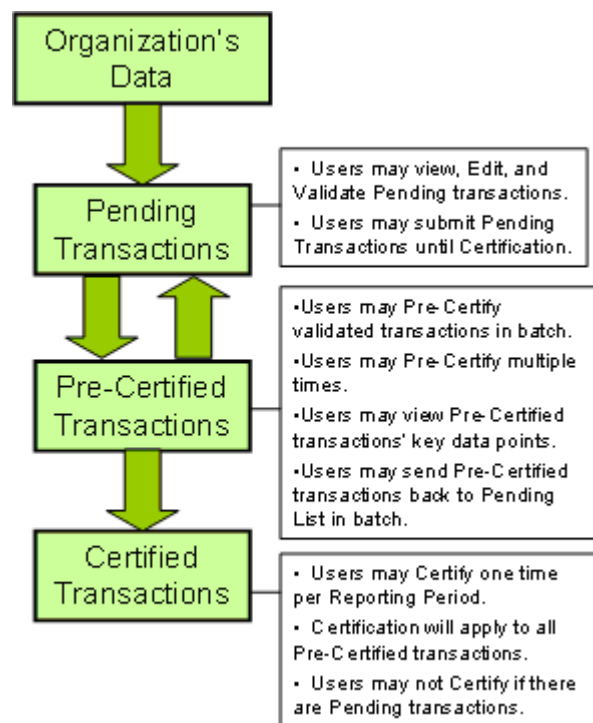 Organization's
Data
Pending
Transactions
• Users may view, Edit, and
Validate Pending transactions.
• Users may submit Pending
Transactions until Certification.
Pre-Certified
Transactions
•Users may Pre-Certify
validated transactions in batch.
•Users may Pre-Certify multiple
times.
•Users may view Pre-Certified
transactions' key data points.
•Users may send Pre-Certified
transactions back to Pending
List in batch.
Certified
Transactions
• Users may Certify one time
per Reporting Period.
• Certification will apply to all
Pre-Certified transactions.
• Users may not Certify if there
are Pending transactions.